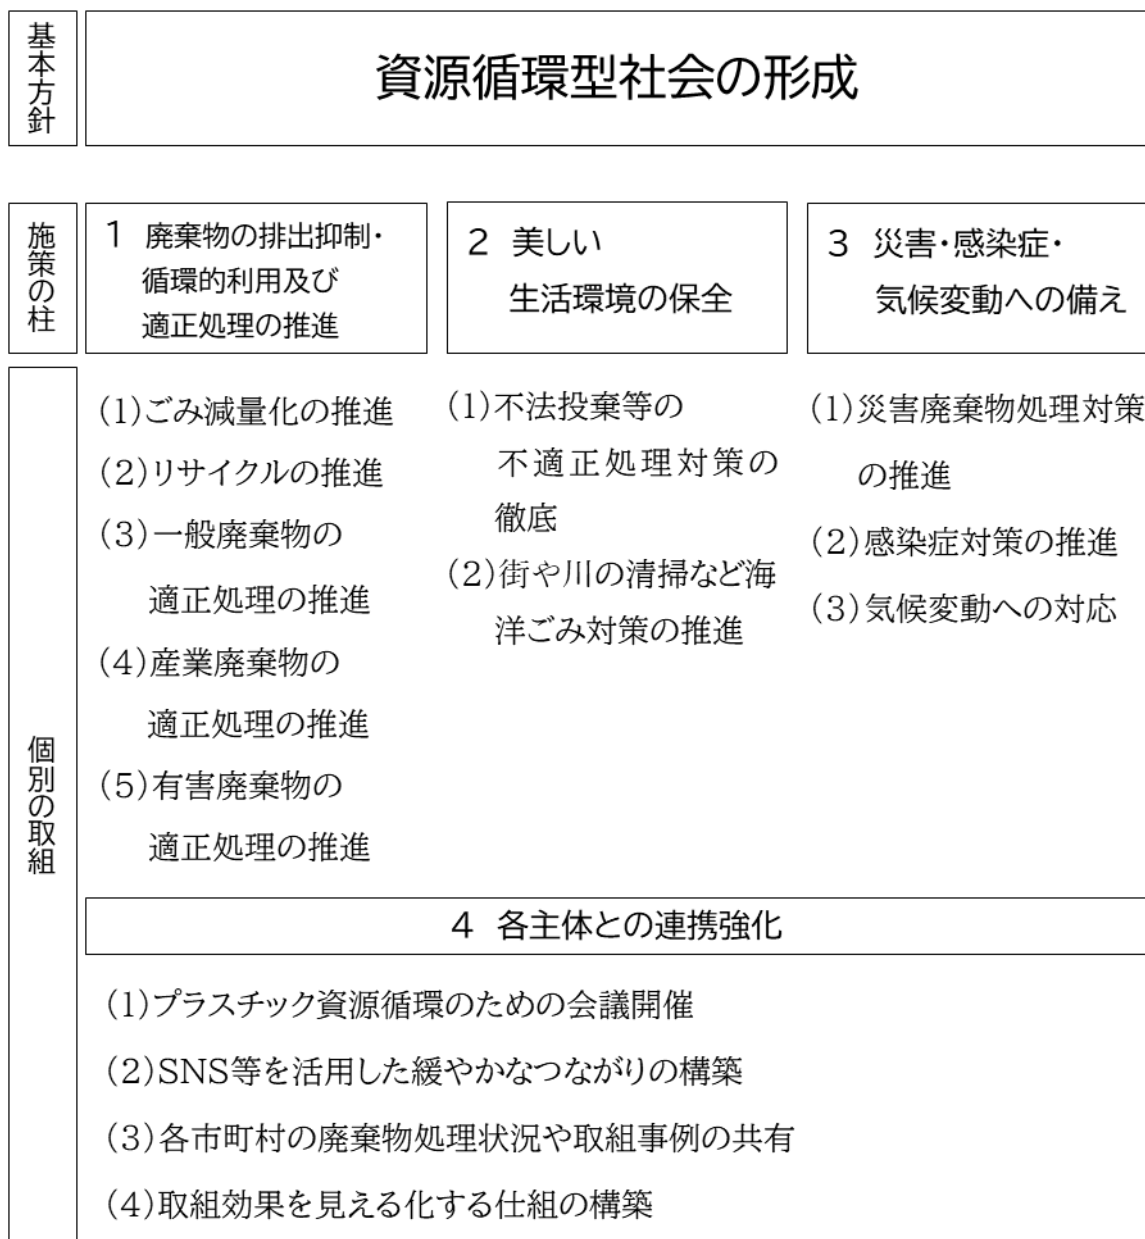 基本方針
資源循環型社会の形成
施策の柱
1 廃棄物の排出抑制・
循環的利用及び
適正処理の推進
2 美しい
生活環境の保全
3 災害・感染症・
気候変動への備え
個別の取組
(1)ごみ減量化の推進
(2)リサイクルの推進
(3)一般廃棄物の
適正処理の推進
(4)産業廃棄物の
適正処理の推進
(5)有害廃棄物の
適正処理の推進
(1)不法投棄等の
不適正処理対策の
徹底
(2)街や川の清掃など海
洋ごみ対策の推進
(1)災害廃棄物処理対策
の推進
(2)感染症対策の推進
(3)気候変動への対応
4 各主体との連携強化
(1)プラスチック資源循環のための会議開催
(2)SNS等を活用した緩やかなつながりの構築
(3)各市町村の廃棄物処理状況や取組事例の共有
(4)取組効果を見える化する仕組の構築